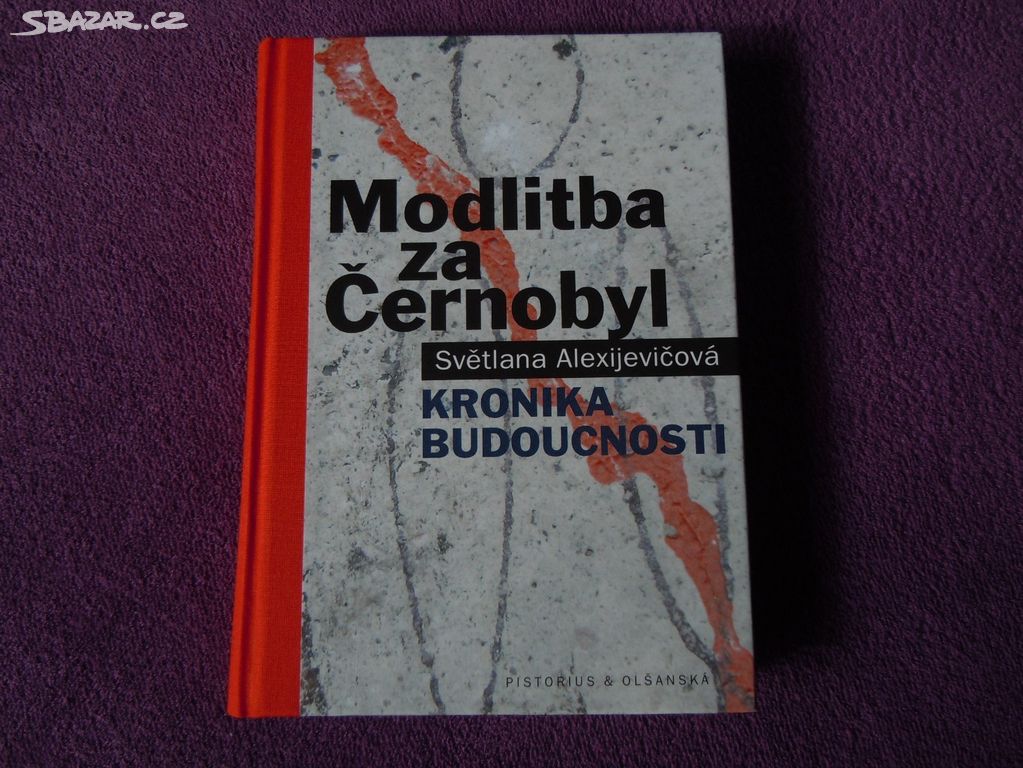 SBAZAR.CZ
Modlitba
za
Černobyl
Světlana Alexijevičová
KRONIKA
BUDOUCNOSTI
PISTORIUS & OLŠANSKÁ